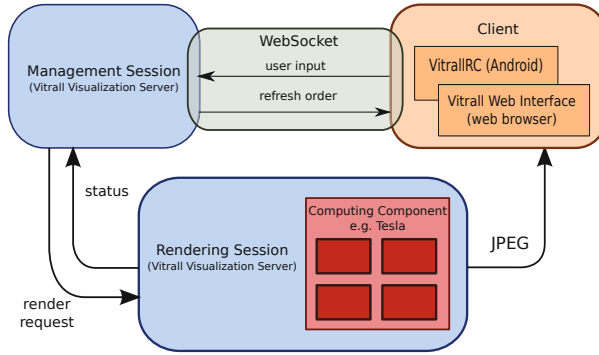 Management Session
(Vitrall Visualization Server)
WebSocket
user input
refresh order
Client
VitrallRC (Android)
Vitrall Web Interface
(web browser)
status
render
request
Rendering Session
(Vitrall Visualization Server)
Computing Component
e.g. Tesla
JPEG